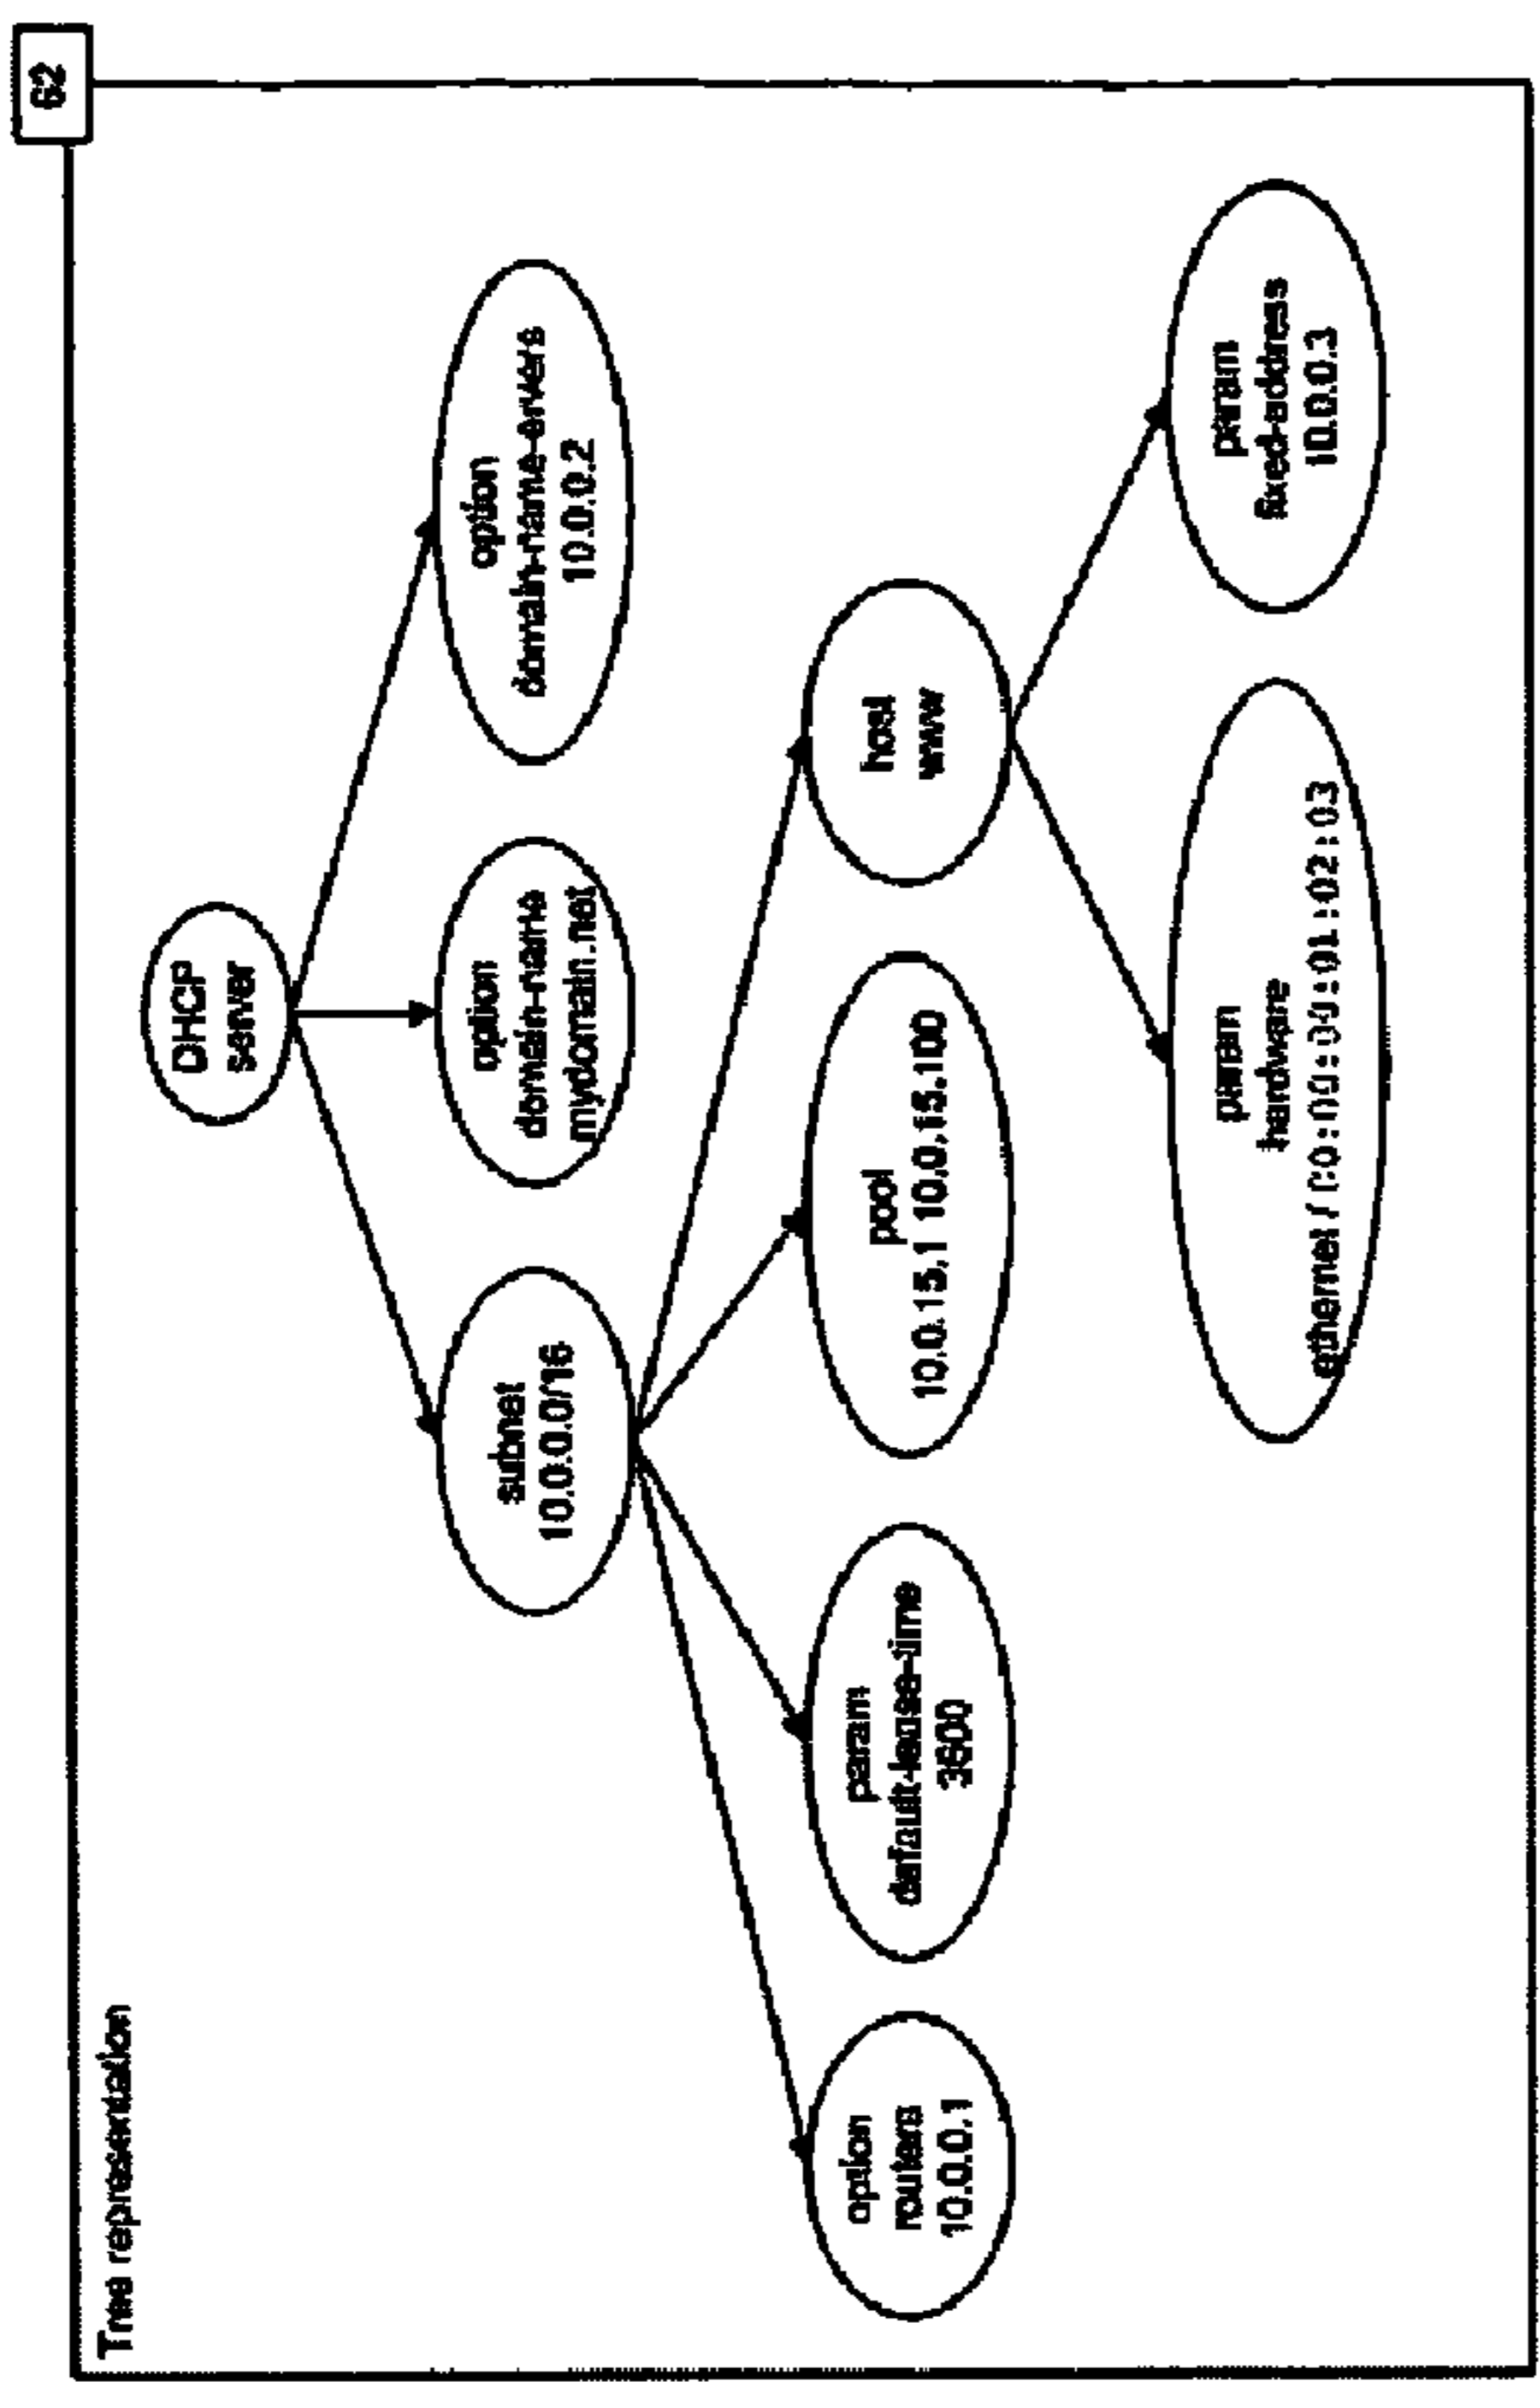 62
Tree representation
DHCP
server
subnet
10.0.0.0/16
option
domain-name
mydomain.net
option
domain-name-servers
10.0.0.2
option
routers
10.0.0.1
param
default-lease-time
3600
pool
10.0.15.1 10.0.15.100
host
www
param
hardware
ethernet /
param
fixed-address
10.0.0.3